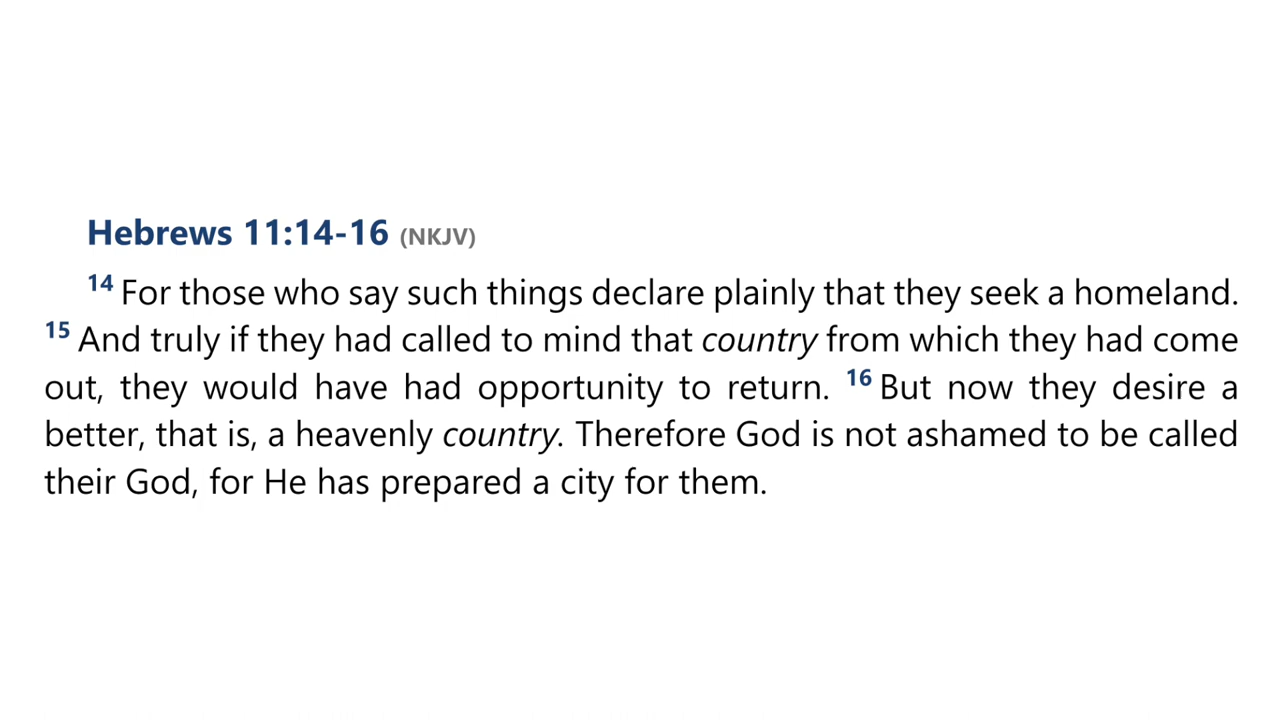 Hebrews 11:14-16 (NKJV)
14 For those who say such things declare plainly that they seek a homeland.
15 And truly if they had called to mind that country from which they had come
out, they would have had opportunity to return. 16 But now they desire a
better, that is, a heavenly country. Therefore God is not ashamed to be called
their God, for He has prepared a city for them.